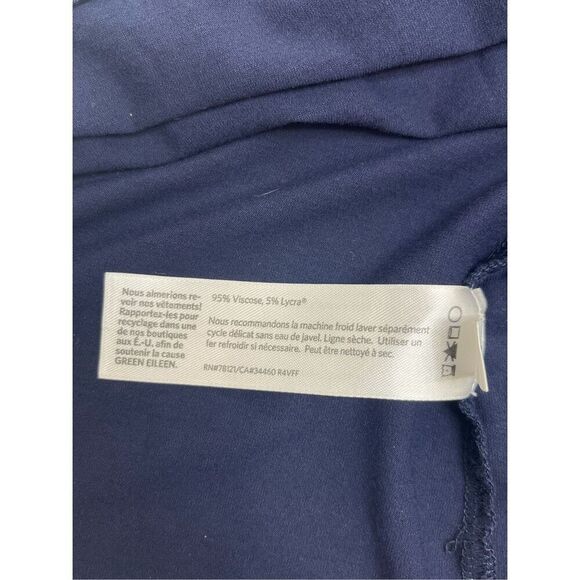 Nous aimerions re-
voir nos vêtements!
Rapportez-les pour
recyclage dans une
de nos boutiques
aux É.-U. afin de
soutenir la cause
GREEN EILEEN.
95% Viscose, 5% Lycra®
Nous recommandons la machine froid laver séparément
cycle délicat sans eau de javel. Ligne sèche. Utiliser un
fer refroidir si nécessaire. Peut être nettoyé à sec.
RN#78121/CA#34460 R4VFF